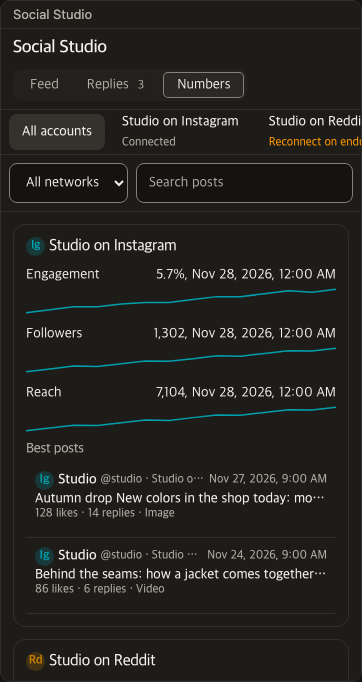 Social Studio
Social Studio
Feed Replies 3 Numbers
All accounts
Studio on Instagram
Connected
Studio on Reddi
Reconnect on
All networks
Search posts
Ig Studio on Instagram
Engagement 5.7%, Nov 28, 2026, 12:00 AM
Followers 1,302, Nov 28, 2026, 12:00 AM
Reach 7,104, Nov 28, 2026, 12:00 AM
Best posts
Ig Studio @studio · Studio o… Nov 27, 2026, 9:00 AM
Autumn drop New colors in the shop today: mo…
128 likes · 14 replies · Image
Ig Studio @studio · Studio … Nov 24, 2026, 9:00 AM
Behind the seams: how a jacket comes together…
86 likes · 6 replies · Video
Rd Studio on Reddit